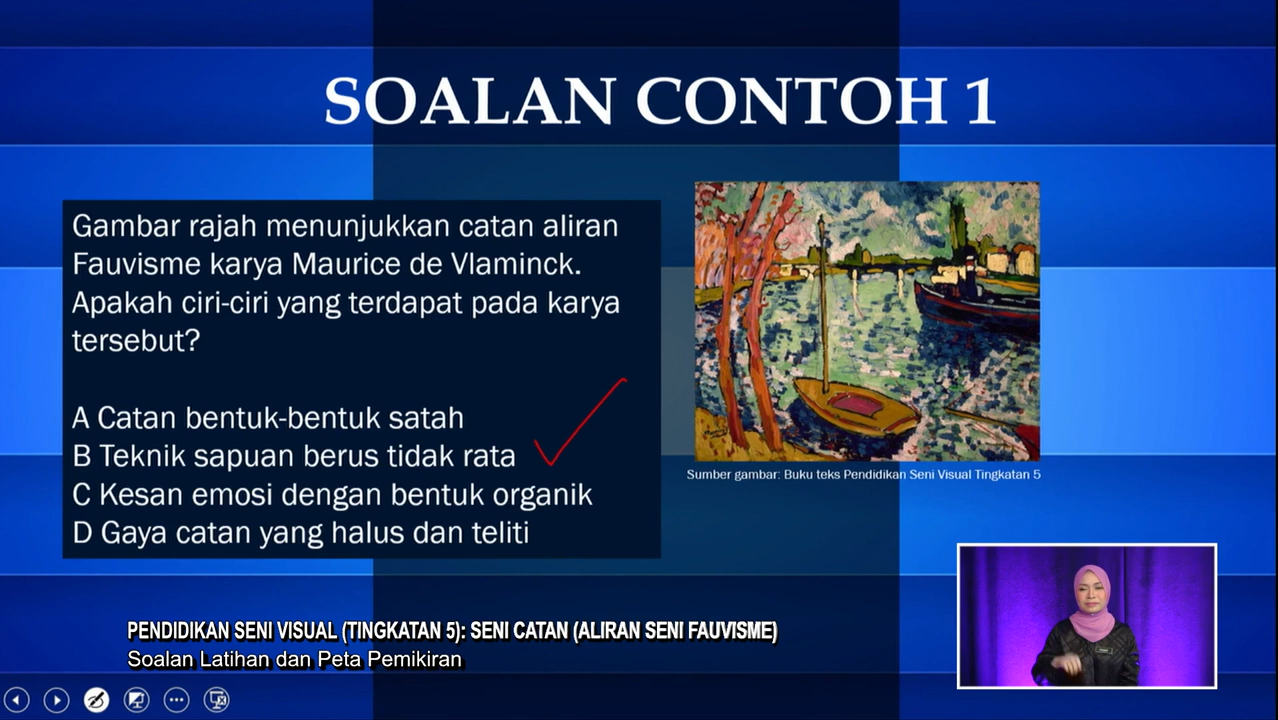 SOALAN CONTOH 1
Gambar rajah menunjukkan catan aliran
Fauvisme karya Maurice de Vlaminck.
Apakah ciri-ciri yang terdapat pada karya
tersebut?
A Catan bentuk-bentuk satah
B Teknik sapuan berus tidak rata
C Kesan emosi dengan bentuk organik
D Gaya catan yang halus dan teliti
Sumber gambar: Buku teks Pendidikan Seni Visual Tingkatan 5
PENDIDIKAN SENI VISUAL (TINGKATAN 5): SENI CATAN (ALIRAN SENI FAUVISME)
Soalan Latihan dan Peta Pemikiran